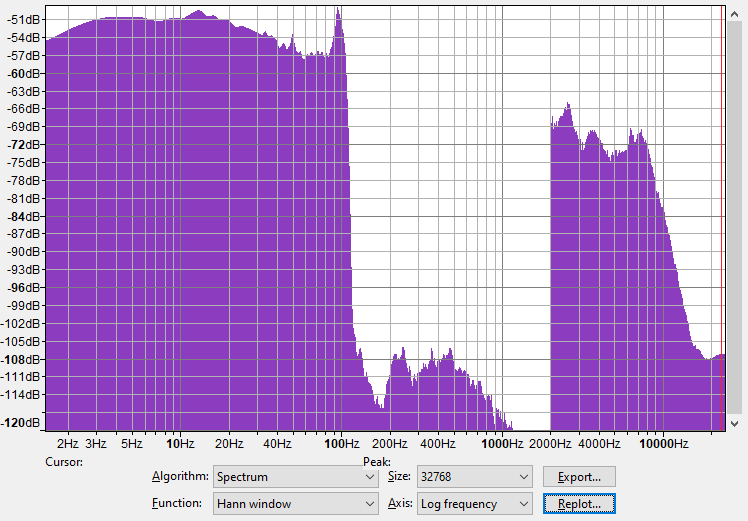 -51dB
-54dB
-57dB
-60dB
-63dB
-66dB
-69dB
-72dB
-75dB
-78dB
-81dB
-84dB
-87dB
-90dB
-93dB
-96dB
-99dB
-102dB
-105dB
-108dB
-111dB
-114dB
-120dB
2Hz 3Hz 5Hz 10Hz 20Hz 40Hz 100Hz 200Hz 400Hz 1000Hz 2000Hz 4000Hz 10000Hz
Cursor: Peak:
Algorithm: Spectrum Size: 32768 Export...
Function: Hann window Axis: Log frequency Replot...